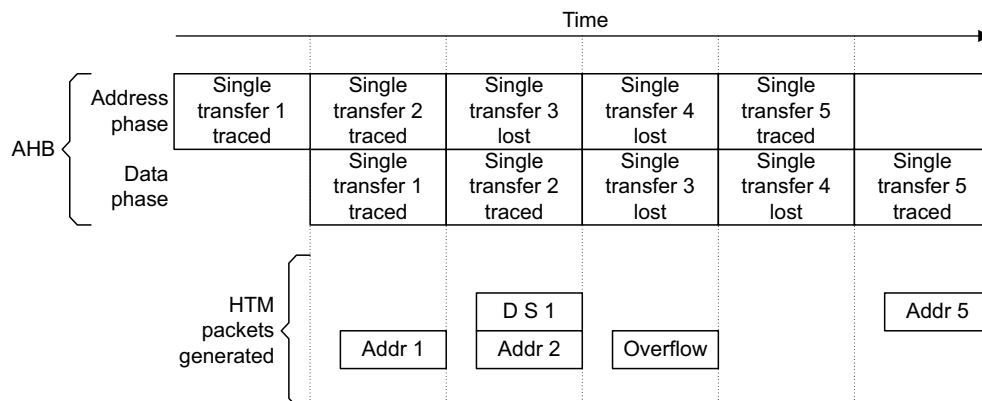 Time
AHB
Address
phase
Single
transfer 1
traced
Single
transfer 2
traced
Single
transfer 3
lost
Single
transfer 4
lost
Single
transfer 5
traced
Data
phase
Single
transfer 1
traced
Single
transfer 2
traced
Single
transfer 3
lost
Single
transfer 4
lost
Single
transfer 5
traced
HTM
packets
generated
D S 1
Addr 5
Addr 1
Addr 2
Overflow